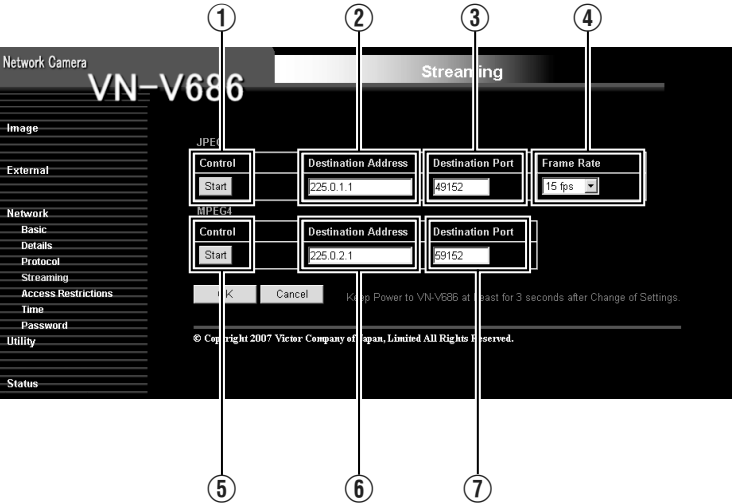 ① ② ③ ④
Network Camera
VN-V686
Streaming
Image
External
Network
Basic
Details
Protocol
Streaming
Access Restrictions
Time
Password
Utility
Status
JPEG
Control Destination Address Destination Port Frame Rate
Start 225.0.1.1 49152 15 fps
MPEG4
Control Destination Address Destination Port
Start 225.0.2.1 59152
OK Cancel Keep Power to VN-V686 at least for 3 seconds after Change of Settings.
© Copyright 2007 Victor Company of Japan, Limited All Rights Reserved.
⑤ ⑥ ⑦